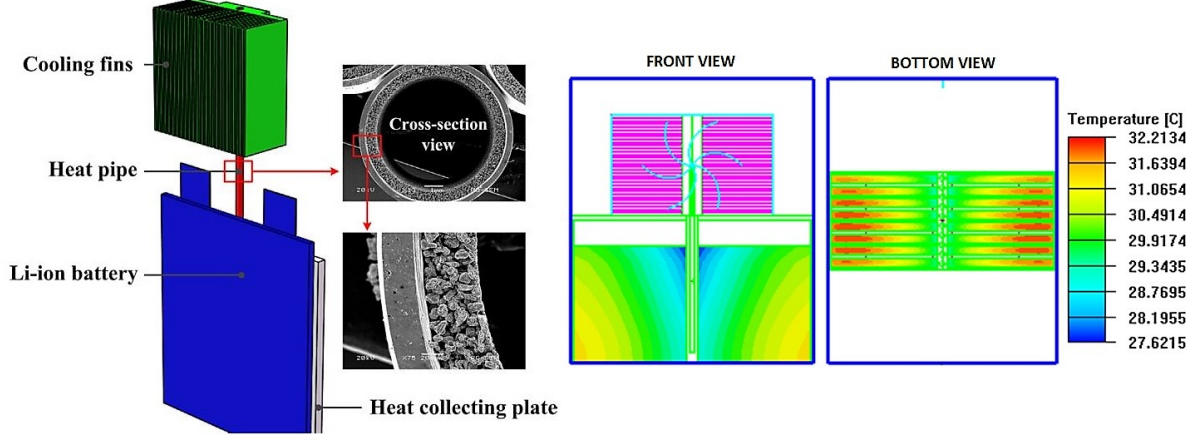 Cooling fins
Heat pipe
Li-ion battery
Heat collecting plate
Cross-section
view
FRONT VIEW
BOTTOM VIEW
Temperature [C]
32.2134
31.6394
31.0654
30.4914
29.9174
29.3435
28.7695
28.1955
27.6215